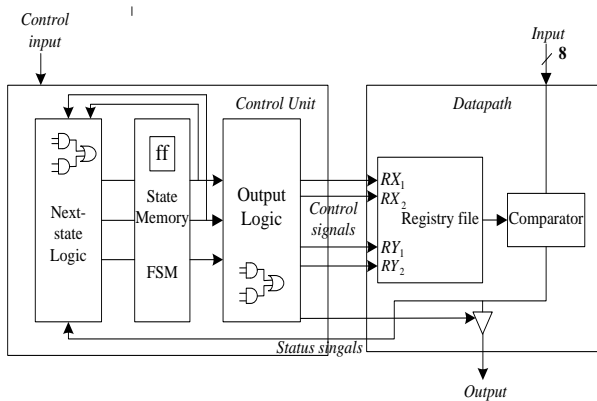 Control
input
Input
8
Control Unit
Datapath
ff
Next-
state
Logic
State
Memory
FSM
Output
Logic
Control
signals
RX1
RX2
RY1
RY2
Registry file
Comparator
Status singals
Output